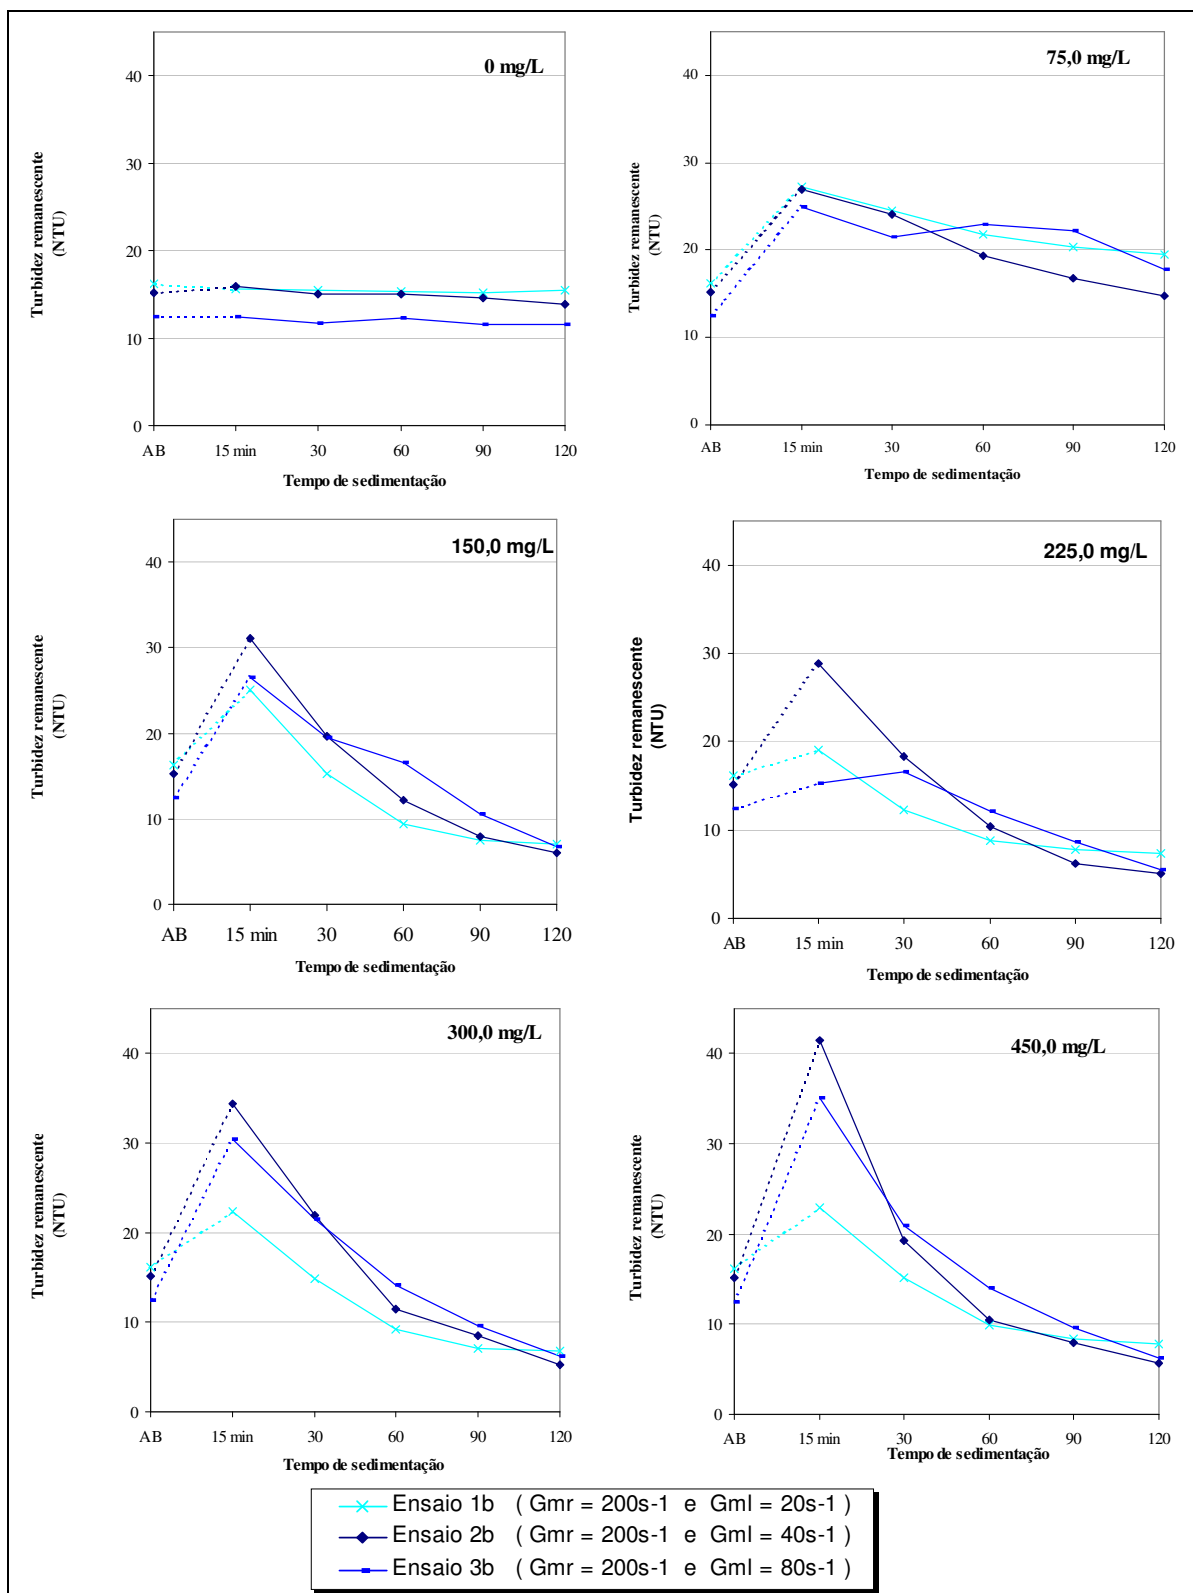 0 mg/L
Turbidez remanescente
(NTU)
40
30
20
10
0
AB 15 min 30 60 90 120
Tempo de sedimentação
75,0 mg/L
Turbidez remanescente
(NTU)
40
30
20
10
0
AB 15 min 30 60 90 120
Tempo de sedimentação
150,0 mg/L
Turbidez remanescente
(NTU)
40
30
20
10
0
AB 15 min 30 60 90 120
Tempo de sedimentação
225,0 mg/L
Turbidez remanescente
(NTU)
40
30
20
10
0
AB 15 min 30 60 90 120
Tempo de sedimentação
300,0 mg/L
Turbidez remanescente
(NTU)
40
30
20
10
0
AB 15 min 30 60 90 120
Tempo de sedimentação
450,0 mg/L
Turbidez remanescente
(NTU)
40
30
20
10
0
AB 15 min 30 60 90 120
Tempo de sedimentação
Ensaio 1b ( Gmr = 200s-1 e Gml = 20s-1 )
Ensaio 2b ( Gmr = 200s-1 e Gml = 40s-1 )
Ensaio 3b ( Gmr = 200s-1 e Gml = 80s-1 )